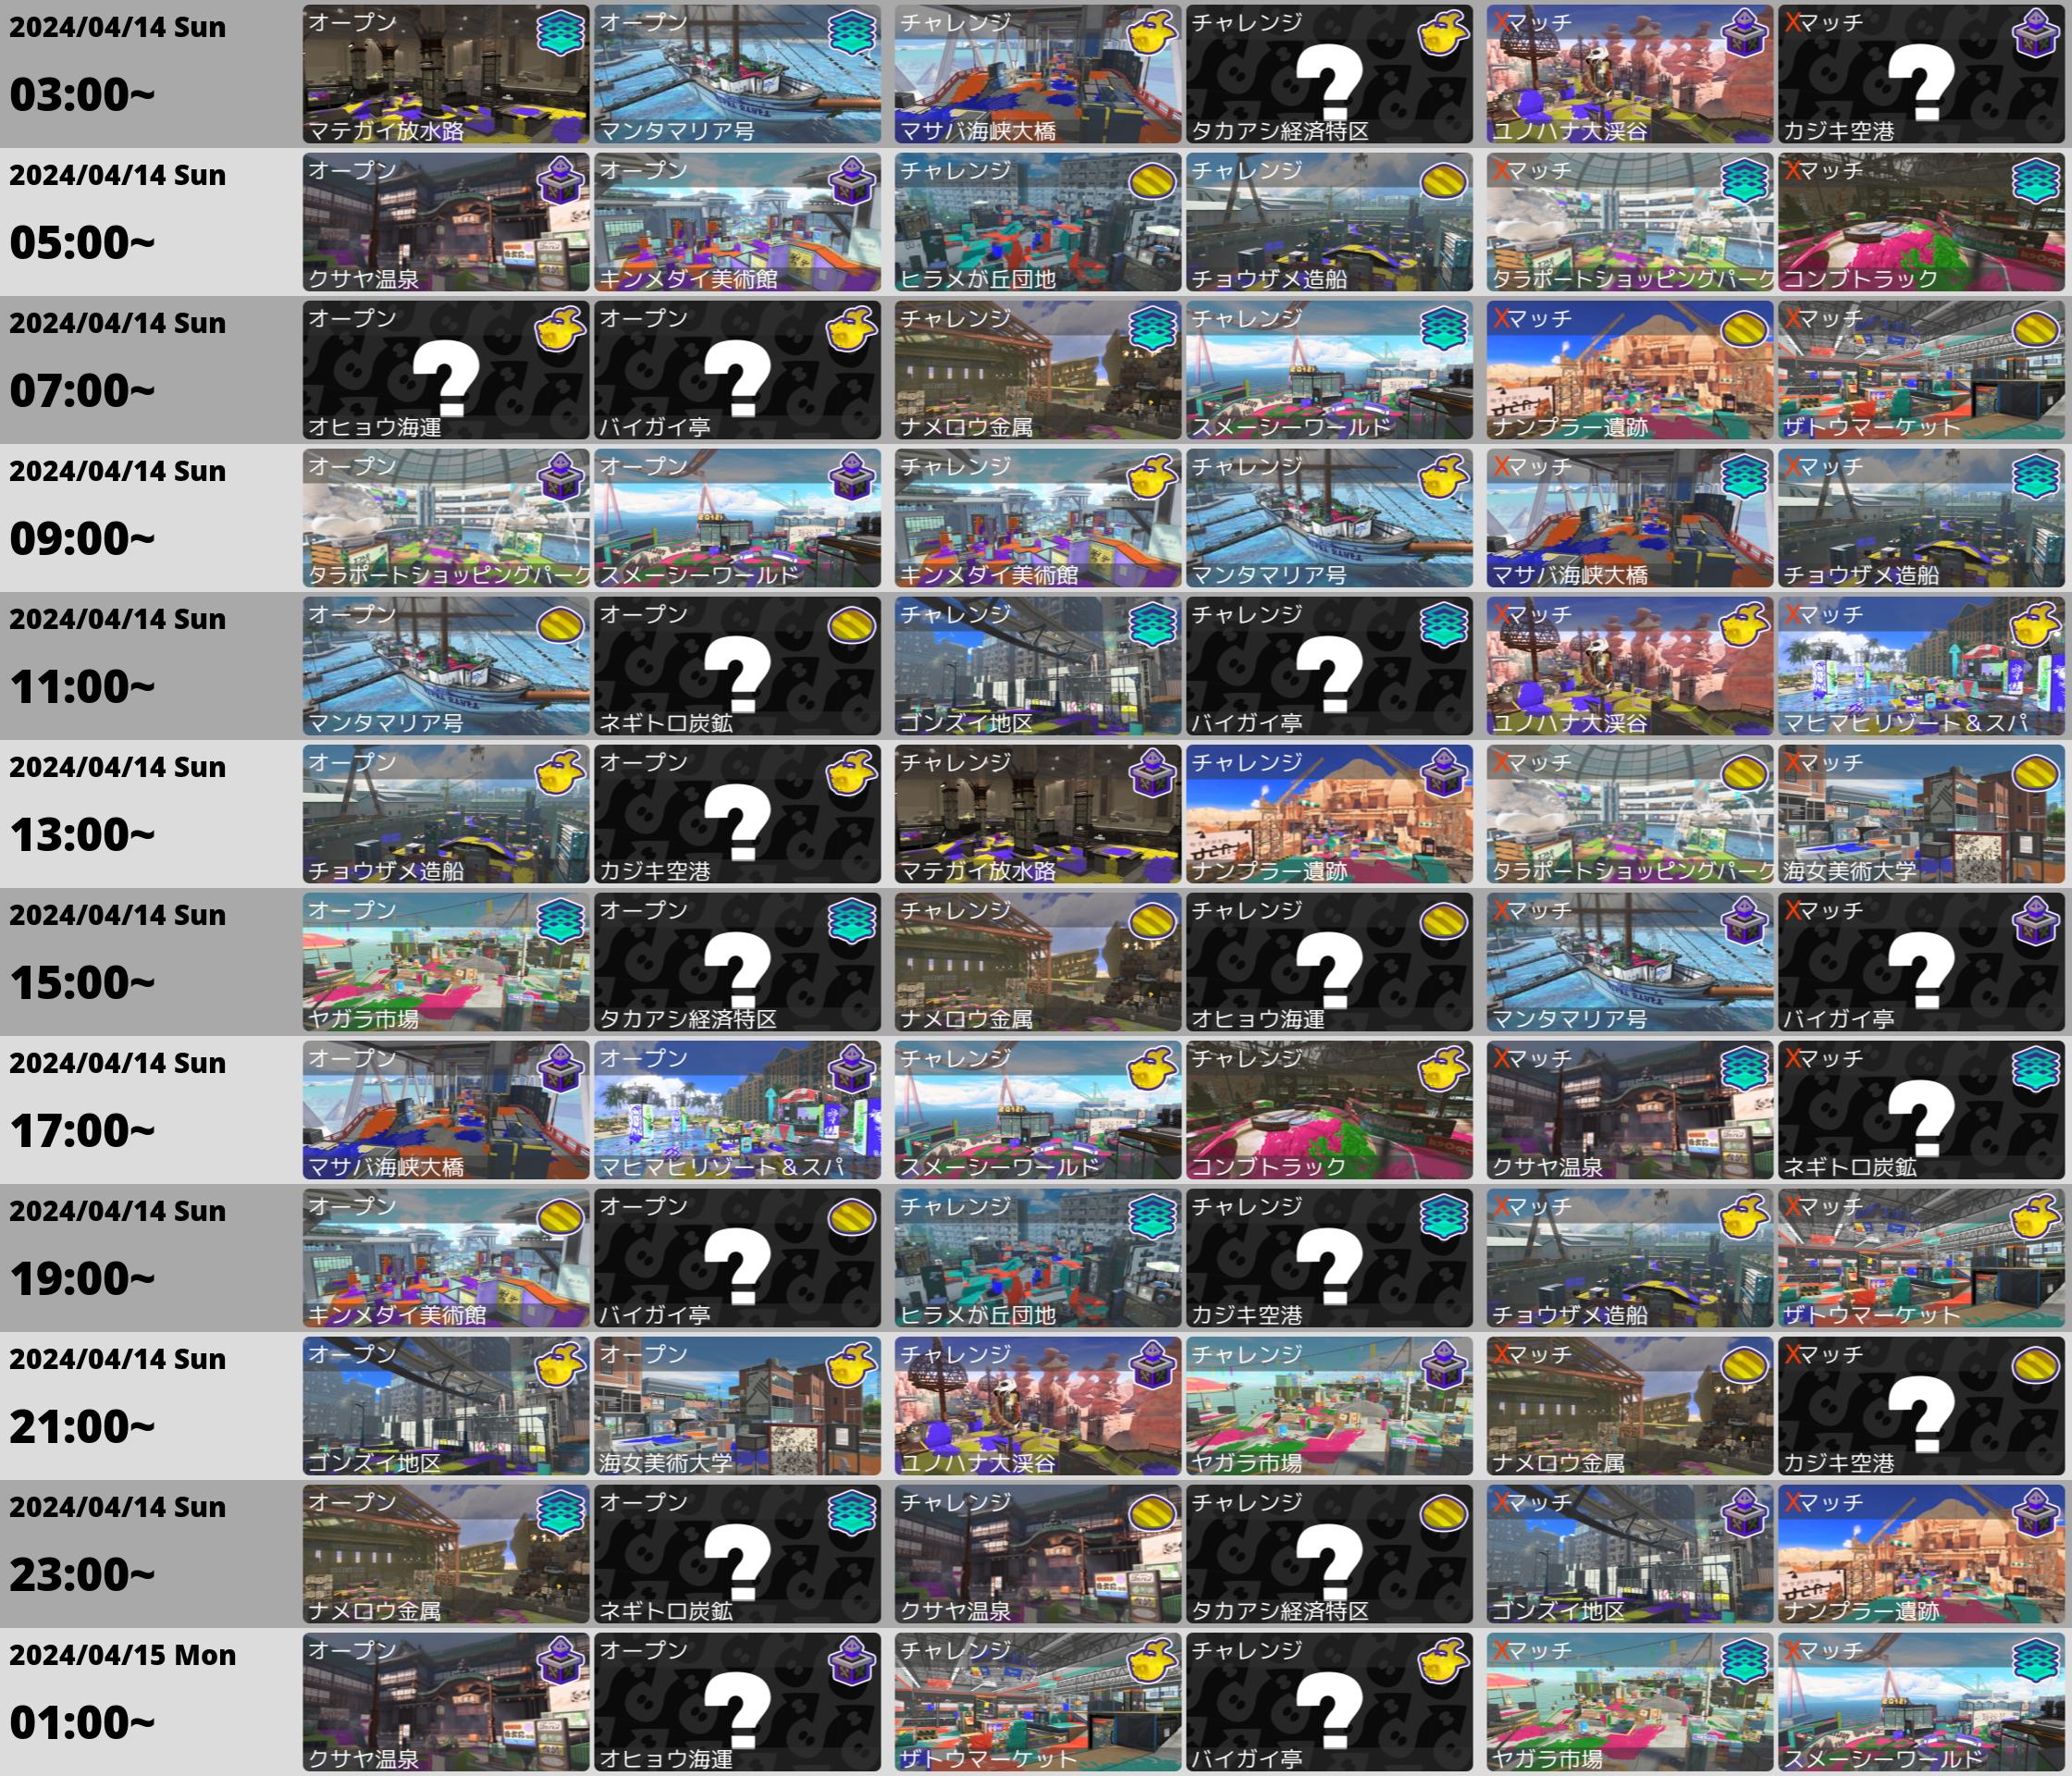 2024/04/14 Sun
03:00~
オープン
マテガイ放水路
オープン
マンタマリア号
チャレンジ
マサバ海峡大橋
チャレンジ
タカアシ経済特区
Xマッチ
ユノハナ大渓谷
Xマッチ
カジキ空港
2024/04/14 Sun
05:00~
オープン
クサヤ温泉
オープン
キンメダイ美術館
チャレンジ
ヒラメが丘団地
チャレンジ
チョウザメ造船
Xマッチ
タラポートショッピングパーク
Xマッチ
コンブトラック
2024/04/14 Sun
07:00~
オープン
オヒョウ海運
オープン
バイガイ亭
チャレンジ
ナメロウ金属
チャレンジ
スメーシーワールド
Xマッチ
ナンプラー遺跡
Xマッチ
ザトウマーケット
2024/04/14 Sun
09:00~
オープン
タラポートショッピングパーク
オープン
スメーシーワールド
チャレンジ
キンメダイ美術館
チャレンジ
マンタマリア号
Xマッチ
マサバ海峡大橋
Xマッチ
チョウザメ造船
2024/04/14 Sun
11:00~
オープン
マンタマリア号
オープン
ネギトロ炭鉱
チャレンジ
ゴンズイ地区
チャレンジ
バイガイ亭
Xマッチ
ユノハナ大渓谷
Xマッチ
マヒマヒリゾート&スパ
2024/04/14 Sun
13:00~
オープン
チョウザメ造船
オープン
カジキ空港
チャレンジ
マテガイ放水路
チャレンジ
ナンプラー遺跡
Xマッチ
タラポートショッピングパーク
Xマッチ
海女美術大学
2024/04/14 Sun
15:00~
オープン
ヤガラ市場
オープン
タカアシ経済特区
チャレンジ
ナメロウ金属
チャレンジ
オヒョウ海運
Xマッチ
マンタマリア号
Xマッチ
バイガイ亭
2024/04/14 Sun
17:00~
オープン
マサバ海峡大橋
オープン
マヒマヒリゾート&スパ
チャレンジ
スメーシーワールド
チャレンジ
コンブトラック
Xマッチ
クサヤ温泉
Xマッチ
ネギトロ炭鉱
2024/04/14 Sun
19:00~
オープン
キンメダイ美術館
オープン
バイガイ亭
チャレンジ
ヒラメが丘団地
チャレンジ
カジキ空港
Xマッチ
チョウザメ造船
Xマッチ
ザトウマーケット
2024/04/14 Sun
21:00~
オープン
ゴンズイ地区
オープン
海女美術大学
チャレンジ
ユノハナ大渓谷
チャレンジ
ヤガラ市場
Xマッチ
ナメロウ金属
Xマッチ
カジキ空港
2024/04/14 Sun
23:00~
オープン
ナメロウ金属
オープン
ネギトロ炭鉱
チャレンジ
クサヤ温泉
チャレンジ
タカアシ経済特区
Xマッチ
ゴンズイ地区
Xマッチ
ナンプラー遺跡
2024/04/15 Mon
01:00~
オープン
クサヤ温泉
オープン
オヒョウ海運
チャレンジ
ザトウマーケット
チャレンジ
バイガイ亭
Xマッチ
ヤガラ市場
Xマッチ
スメーシーワールド